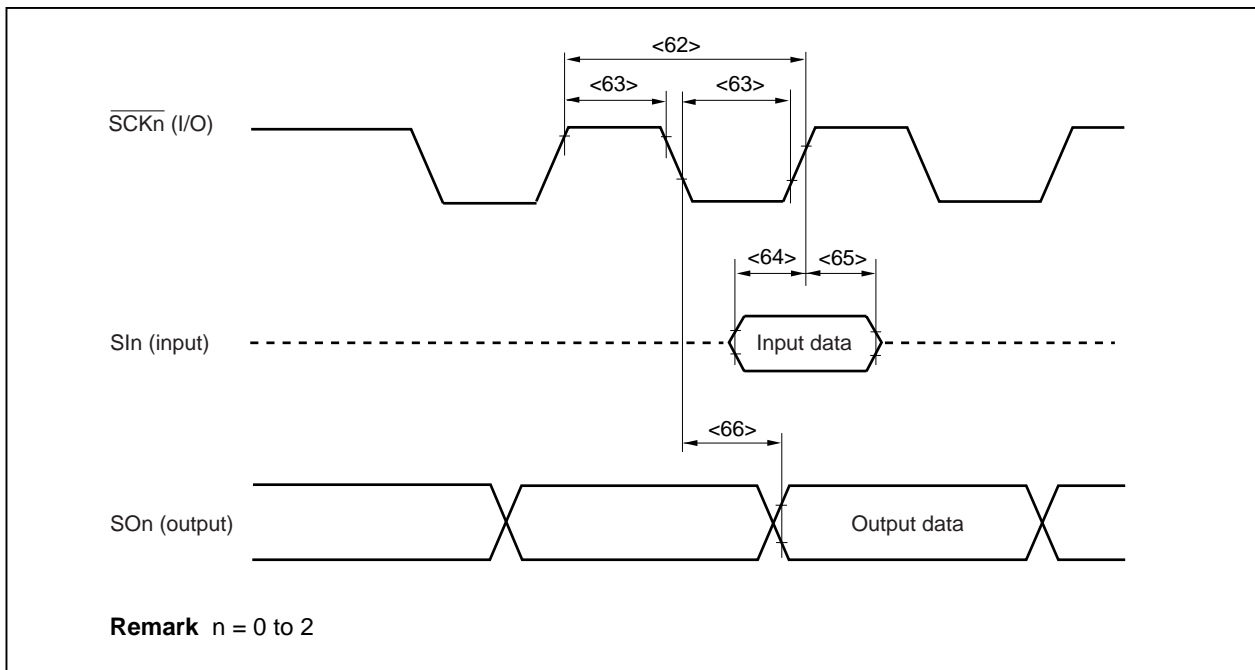 <62>
<63> <63>
SCKn (I/O)
<64> <65>
SIn (input)
Input data
<66>
SOn (output)
Output data
Remark n = 0 to 2